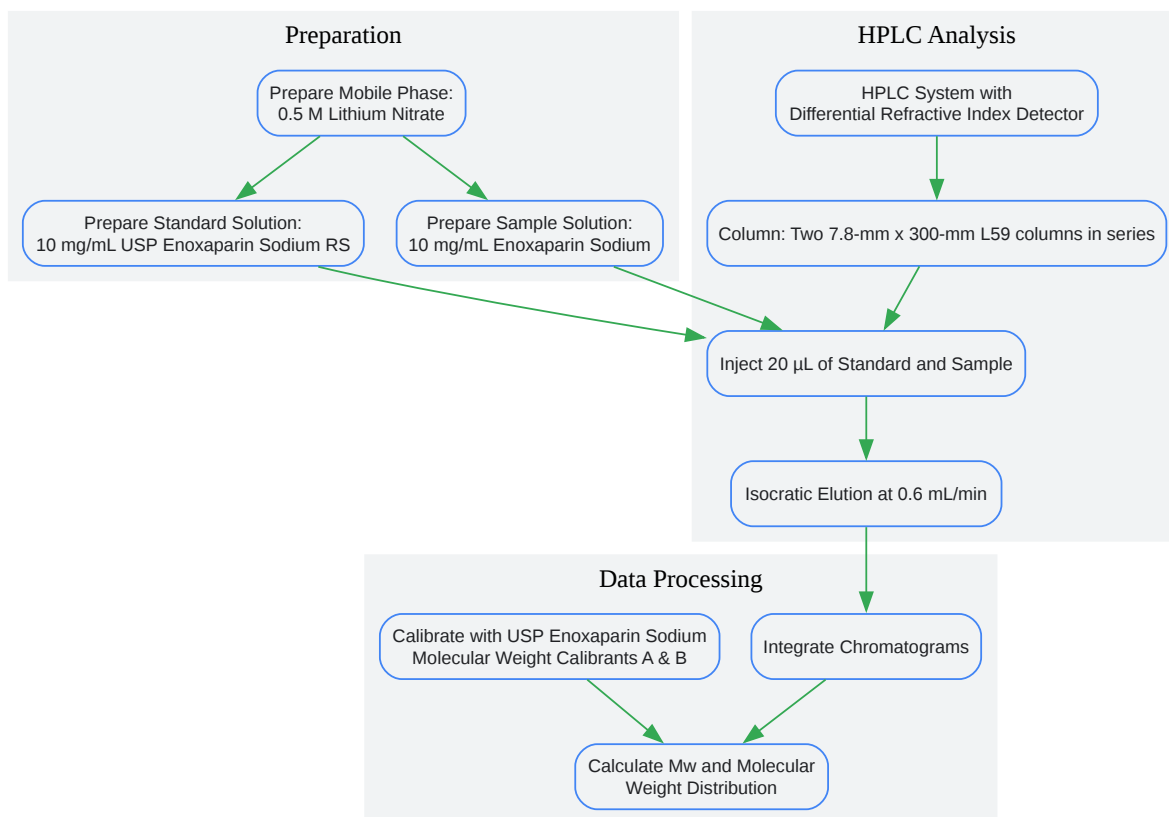 Preparation
Prepare Mobile Phase:
0.5 M Lithium Nitrate
Prepare Standard Solution:
10 mg/mL USP Enoxaparin Sodium RS
Prepare Sample Solution:
10 mg/mL Enoxaparin Sodium
HPLC Analysis
HPLC System with
Differential Refractive Index Detector
Column: Two 7.8-mm x 300-mm L59 columns in series
Inject 20 µL of Standard and Sample
Isocratic Elution at 0.6 mL/min
Data Processing
Calibrate with USP Enoxaparin Sodium
Molecular Weight Calibrants A & B
Integrate Chromatograms
Calculate Mw and Molecular
Weight Distribution